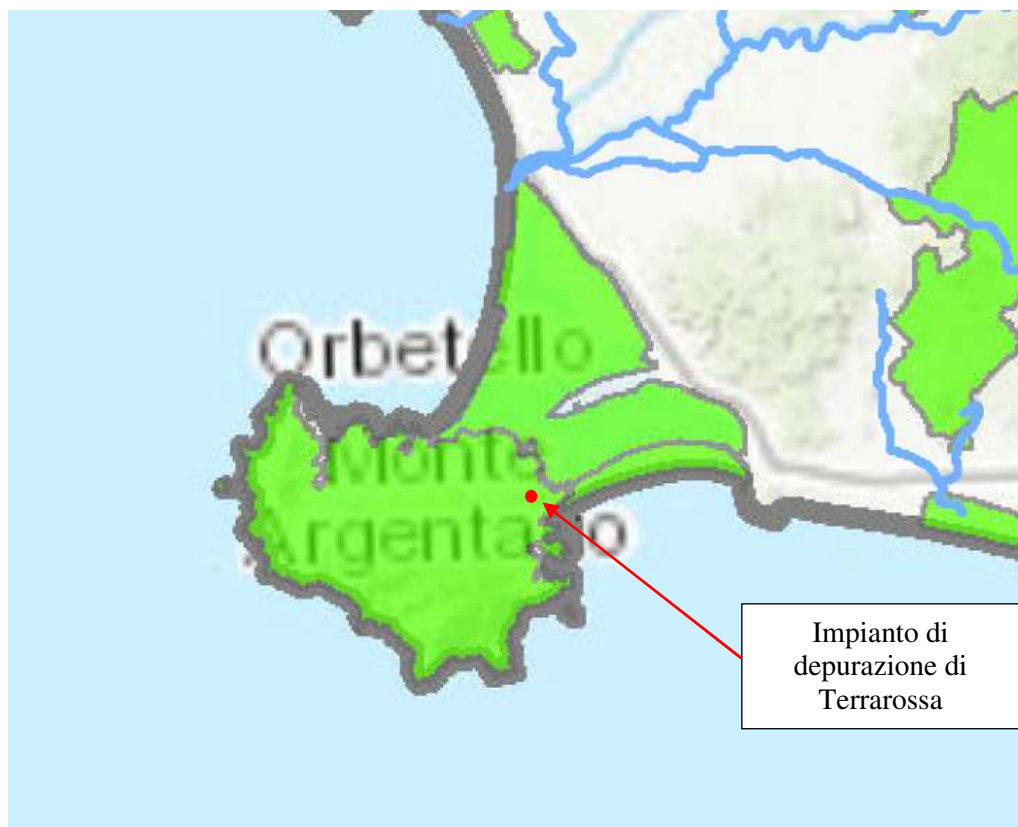 Orbetello
Monte
Argentario
Impianto di
depurazione di
Terrarossa